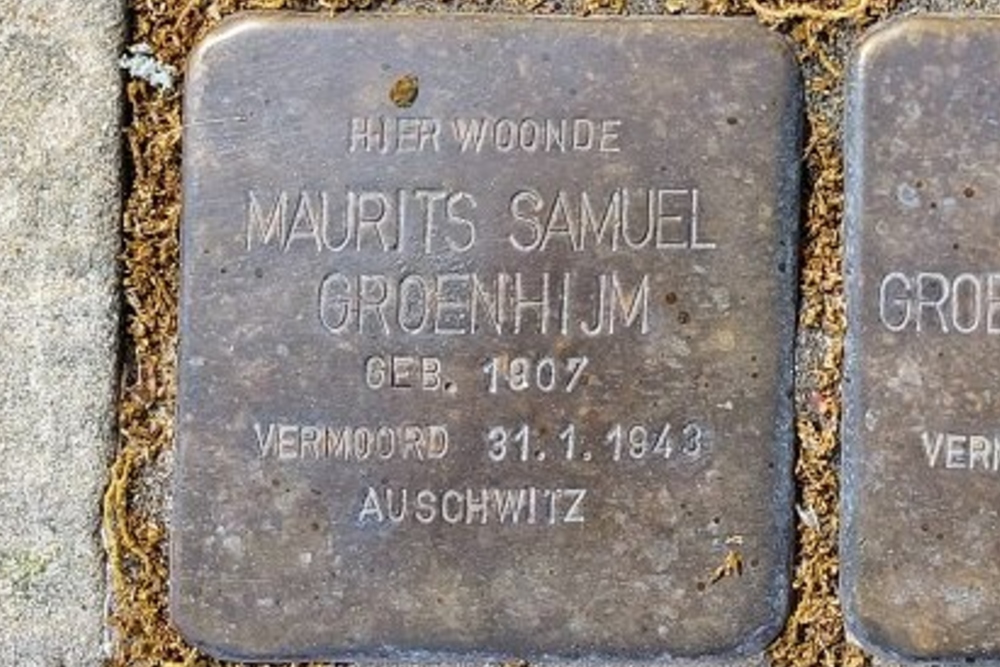 HIER WOONDE
MAURITS SAMUEL
GROENHIJM
GEB. 1907
VERMOORD 31.1.1943
AUSCHWITZ